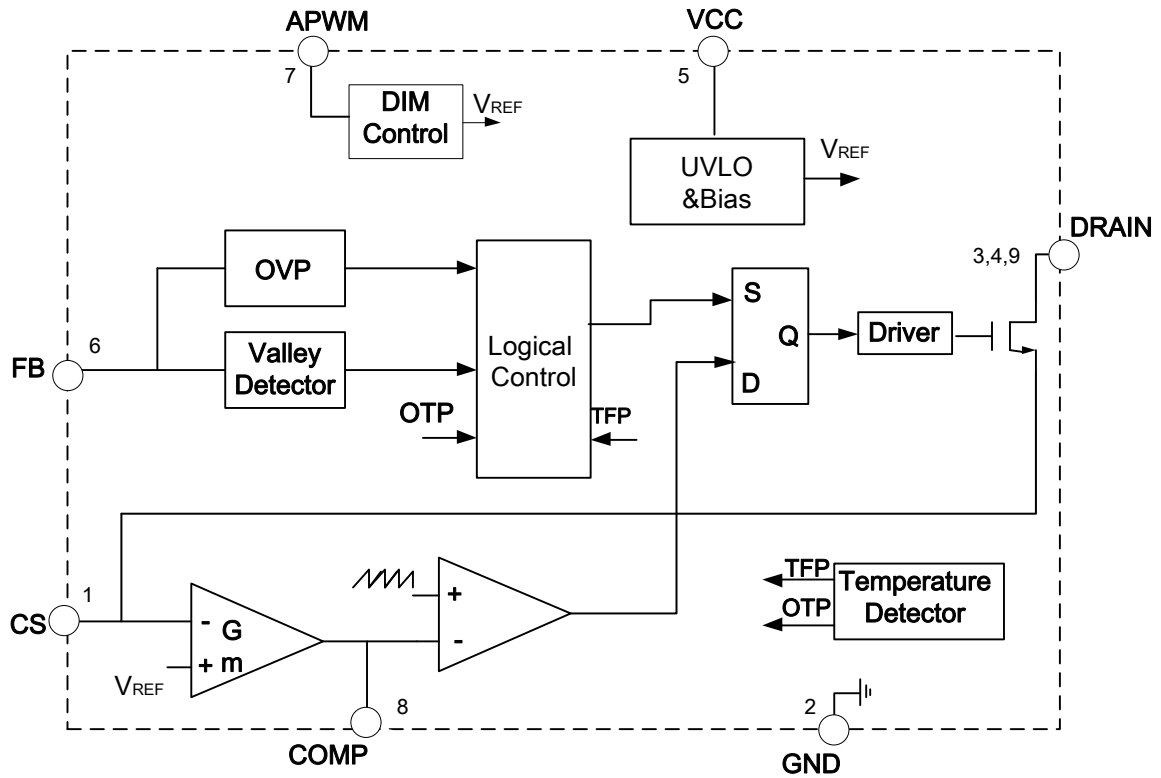 APWM
VCC
7
5
DIM
Control
VREF
UVLO
&Bias
VREF
DRAIN
3,4,9
OVP
S
Q
D
Driver
6
FB
Valley
Detector
Logical
Control
OTP
TFP
1
CS
-
G
+
m
VREF
+
-
TFP
OTP
Temperature
Detector
8
COMP
2
GND